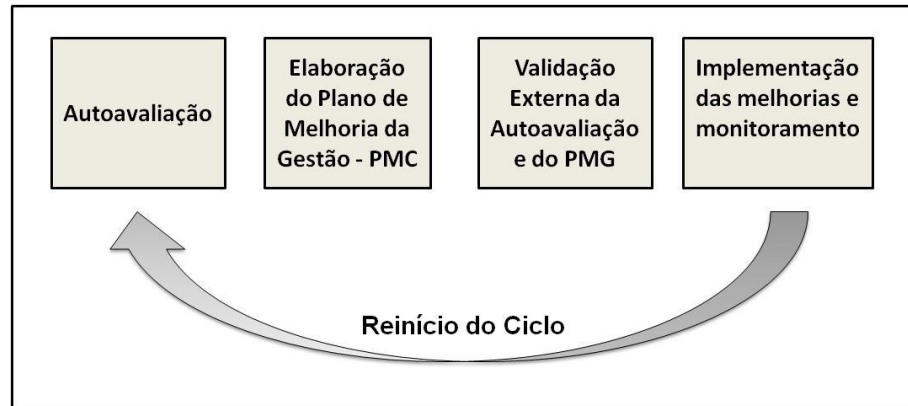 Autoavaliação
Elaboração
do Plano de
Melhoria da
Gestão - PMC
Validação
Externa da
Autoavaliação
e do PMG
Implementação
das melhorias e
monitoramento
Reinício do Ciclo